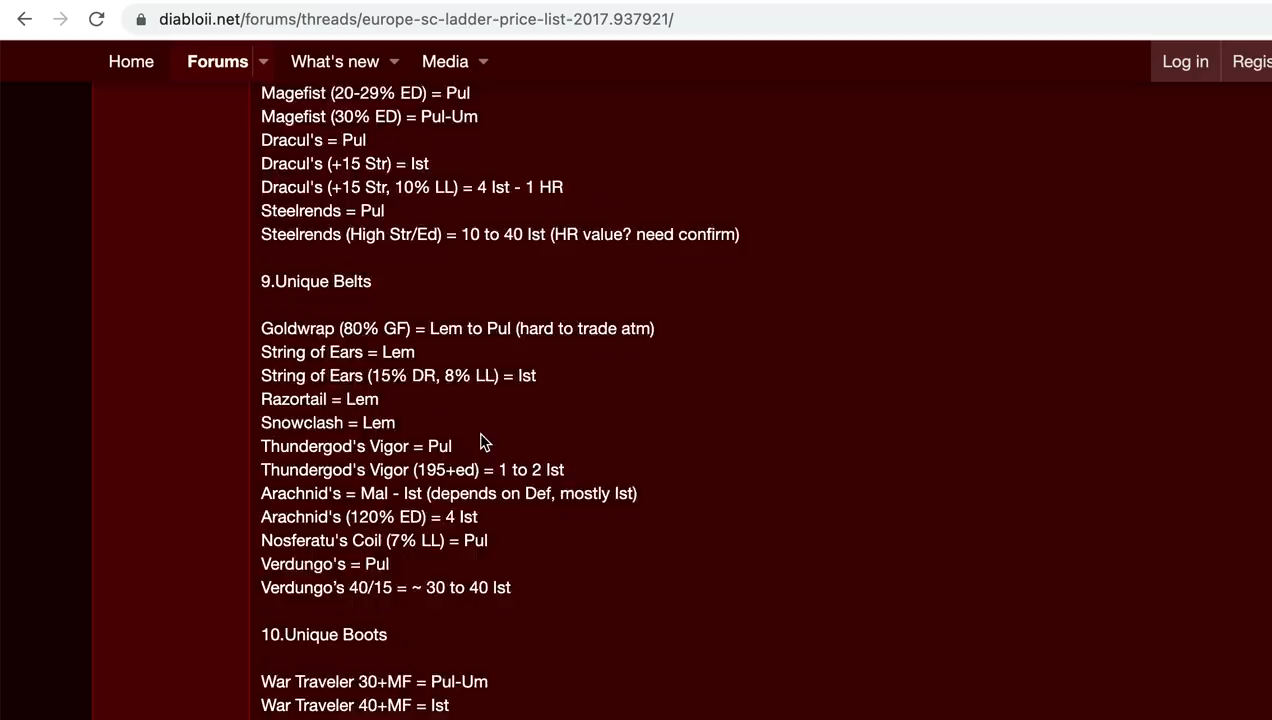 diabloii.net/forums/threads/europe-sc-ladder-price-list-2017.937921/
Home Forums What's new Media Log in Regis
Magefist (20-29% ED) = Pul
Magefist (30% ED) = Pul-Um
Dracul's = Pul
Dracul's (+15 Str) = Ist
Dracul's (+15 Str, 10% LL) = 4 Ist - 1 HR
Steelrends = Pul
Steelrends (High Str/Ed) = 10 to 40 Ist (HR value? need confirm)
9.Unique Belts
Goldwrap (80% GF) = Lem to Pul (hard to trade atm)
String of Ears = Lem
String of Ears (15% DR, 8% LL) = Ist
Razortail = Lem
Snowclash = Lem
Thundergod's Vigor = Pul
Thundergod's Vigor (195+ed) = 1 to 2 Ist
Arachnid's = Mal - Ist (depends on Def, mostly Ist)
Arachnid's (120% ED) = 4 Ist
Nosferatu's Coil (7% LL) = Pul
Verdungo's = Pul
Verdungo’s 40/15 = ~ 30 to 40 Ist
10.Unique Boots
War Traveler 30+MF = Pul-Um
War Traveler 40+MF = Ist